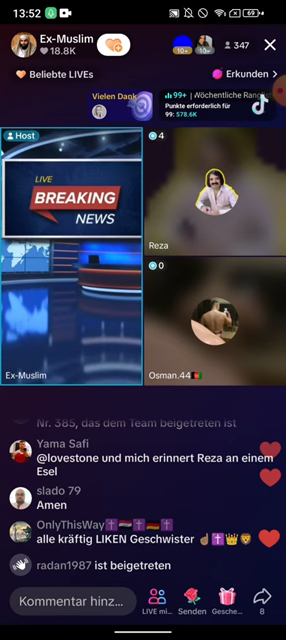 13:52
69
Ex-Muslim
18.8K
10+
10+
347
Beliebte LIVEs
Erkunden
Vielen Dank
99+ | Wöchentliche Rang
Punkte erforderlich für
99: 578.6K
Host
4
LIVE
BREAKING
NEWS
Reza
0
Ex-Muslim
Osman.44🇦🇫
Nr. 385, das dem Team beigetreten ist
Yama Safi
@lovestone und mich erinnert Reza an einem
Esel
slado 79
Amen
OnlyThisWay✝️🇪🇬✝️🇩🇪✝️
alle kräftig LIKEN Geschwister ☝🏽✝️👑🦁
radan1987 ist beigetreten
Kommentar hinz...
LIVE mi...
Senden
Gesche...
8